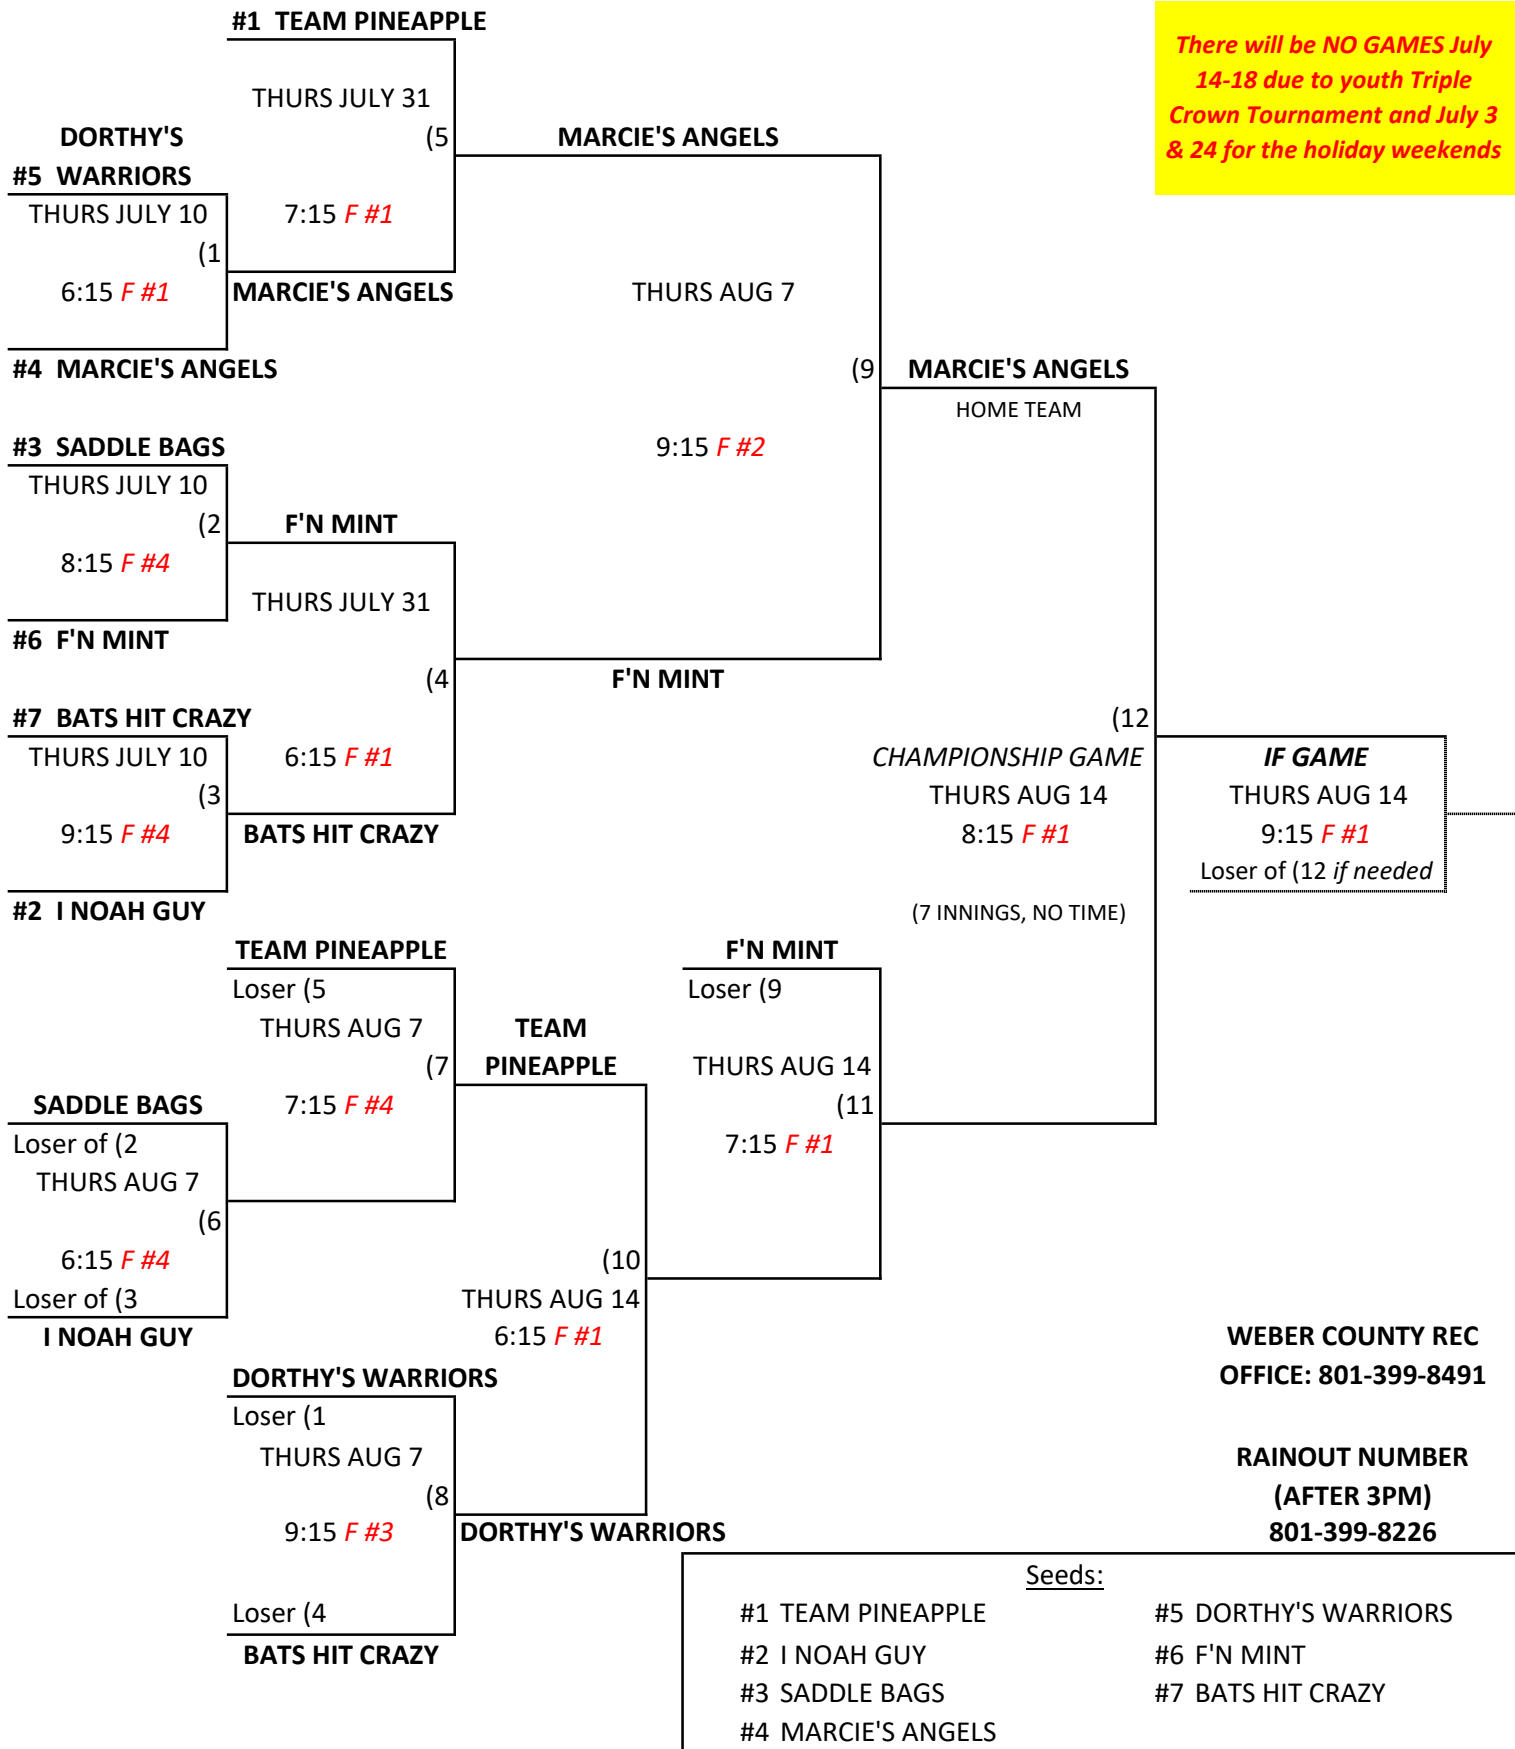 #1 TEAM PINEAPPLE
There will be NO GAMES July
14-18 due to youth Triple
Crown Tournament and July 3
& 24 for the holiday weekends
THURS JULY 31
(5
7:15 F #1
DORTHY'S
#5 WARRIORS
THURS JULY 10
(1
6:15 F #1
#4 MARCIE'S ANGELS
MARCIE'S ANGELS
MARCIE'S ANGELS
THURS AUG 7
(9
9:15 F #2
MARCIE'S ANGELS
HOME TEAM
#3 SADDLE BAGS
THURS JULY 10
(2
8:15 F #4
#6 F'N MINT
F'N MINT
THURS JULY 31
(4
6:15 F #1
F'N MINT
#7 BATS HIT CRAZY
THURS JULY 10
(3
9:15 F #4
#2 I NOAH GUY
BATS HIT CRAZY
(12
CHAMPIONSHIP GAME
THURS AUG 14
8:15 F #1
(7 INNINGS, NO TIME)
IF GAME
THURS AUG 14
9:15 F #1
Loser of (12 if needed
TEAM PINEAPPLE
Loser (5
THURS AUG 7
(7
7:15 F #4
TEAM
PINEAPPLE
F'N MINT
Loser (9
THURS AUG 14
(11
7:15 F #1
SADDLE BAGS
Loser of (2
THURS AUG 7
(6
6:15 F #4
Loser of (3
I NOAH GUY
(10
THURS AUG 14
6:15 F #1
DORTHY'S WARRIORS
Loser (1
THURS AUG 7
(8
9:15 F #3
Loser (4
BATS HIT CRAZY
DORTHY'S WARRIORS
WEBER COUNTY REC
OFFICE: 801-399-8491
RAINOUT NUMBER
(AFTER 3PM)
801-399-8226
Seeds:
#1 TEAM PINEAPPLE
#5 DORTHY'S WARRIORS
#2 I NOAH GUY
#6 F'N MINT
#3 SADDLE BAGS
#7 BATS HIT CRAZY
#4 MARCIE'S ANGELS